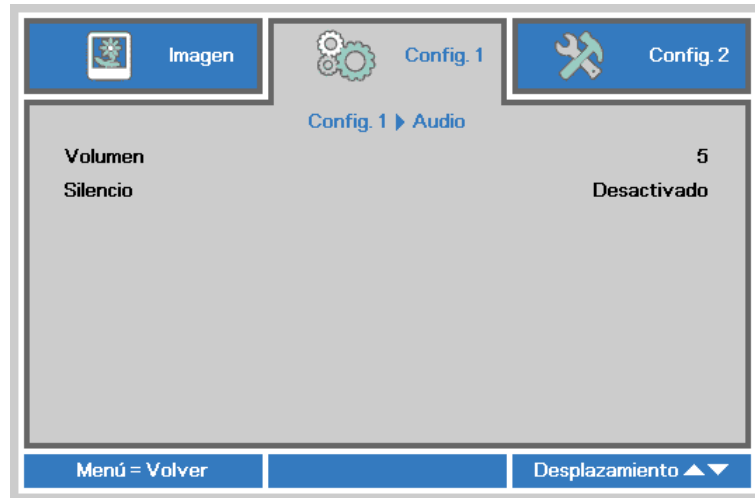 Imagen
Config. 1
Config. 2
Config. 1 ▶ Audio
Volumen 5
Silencio Desactivado
Menú = Volver
Desplazamiento ▲▼